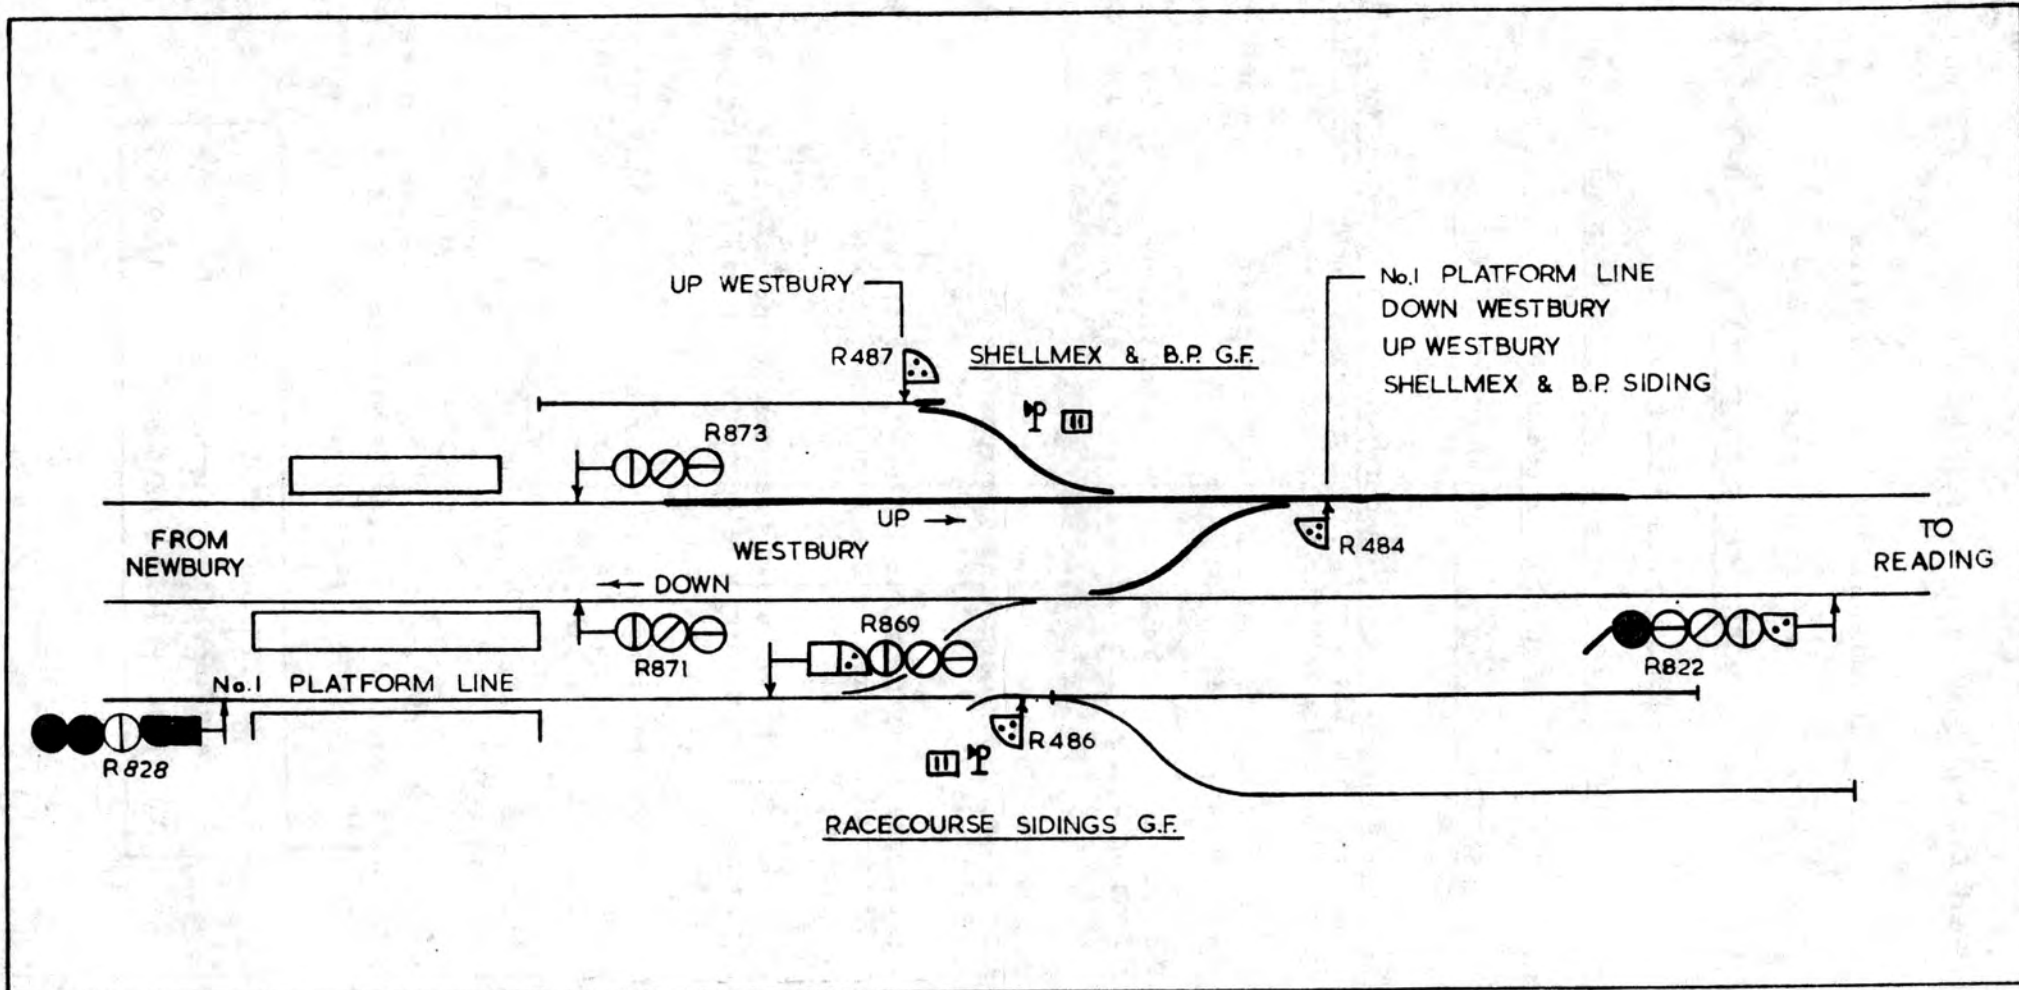 No.1 PLATFORM LINE
DOWN WESTBURY
UP WESTBURY
SHELLMEX & B.P. SIDING
UP WESTBURY
R487
SHELLMEX & B.P. G.F.
R873
UP →
FROM
NEWBURY
WESTBURY
R484
TO
READING
← DOWN
R869
R871
R822
No.1 PLATFORM LINE
R486
R828
RACECOURSE SIDINGS G.F.